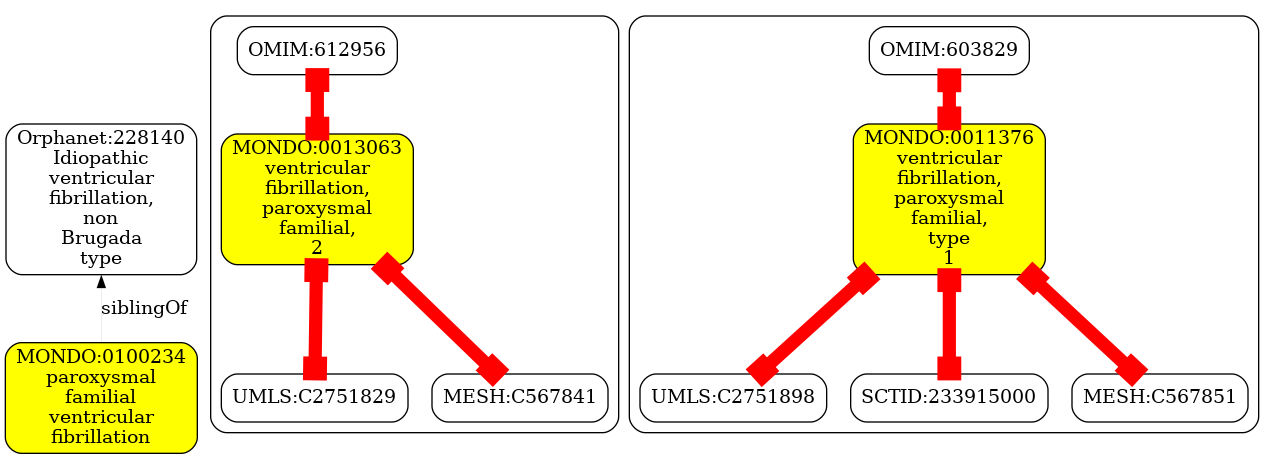 Orphanet:228140
Idiopathic
ventricular
fibrillation,
non
Brugada
type
siblingOf
MONDO:0100234
paroxysmal
familial
ventricular
fibrillation
OMIM:612956
MONDO:0013063
ventricular
fibrillation,
paroxysmal
familial,
2
UMLS:C2751829
MESH:C567841
OMIM:603829
MONDO:0011376
ventricular
fibrillation,
paroxysmal
familial,
type
1
UMLS:C2751898
SCTID:233915000
MESH:C567851